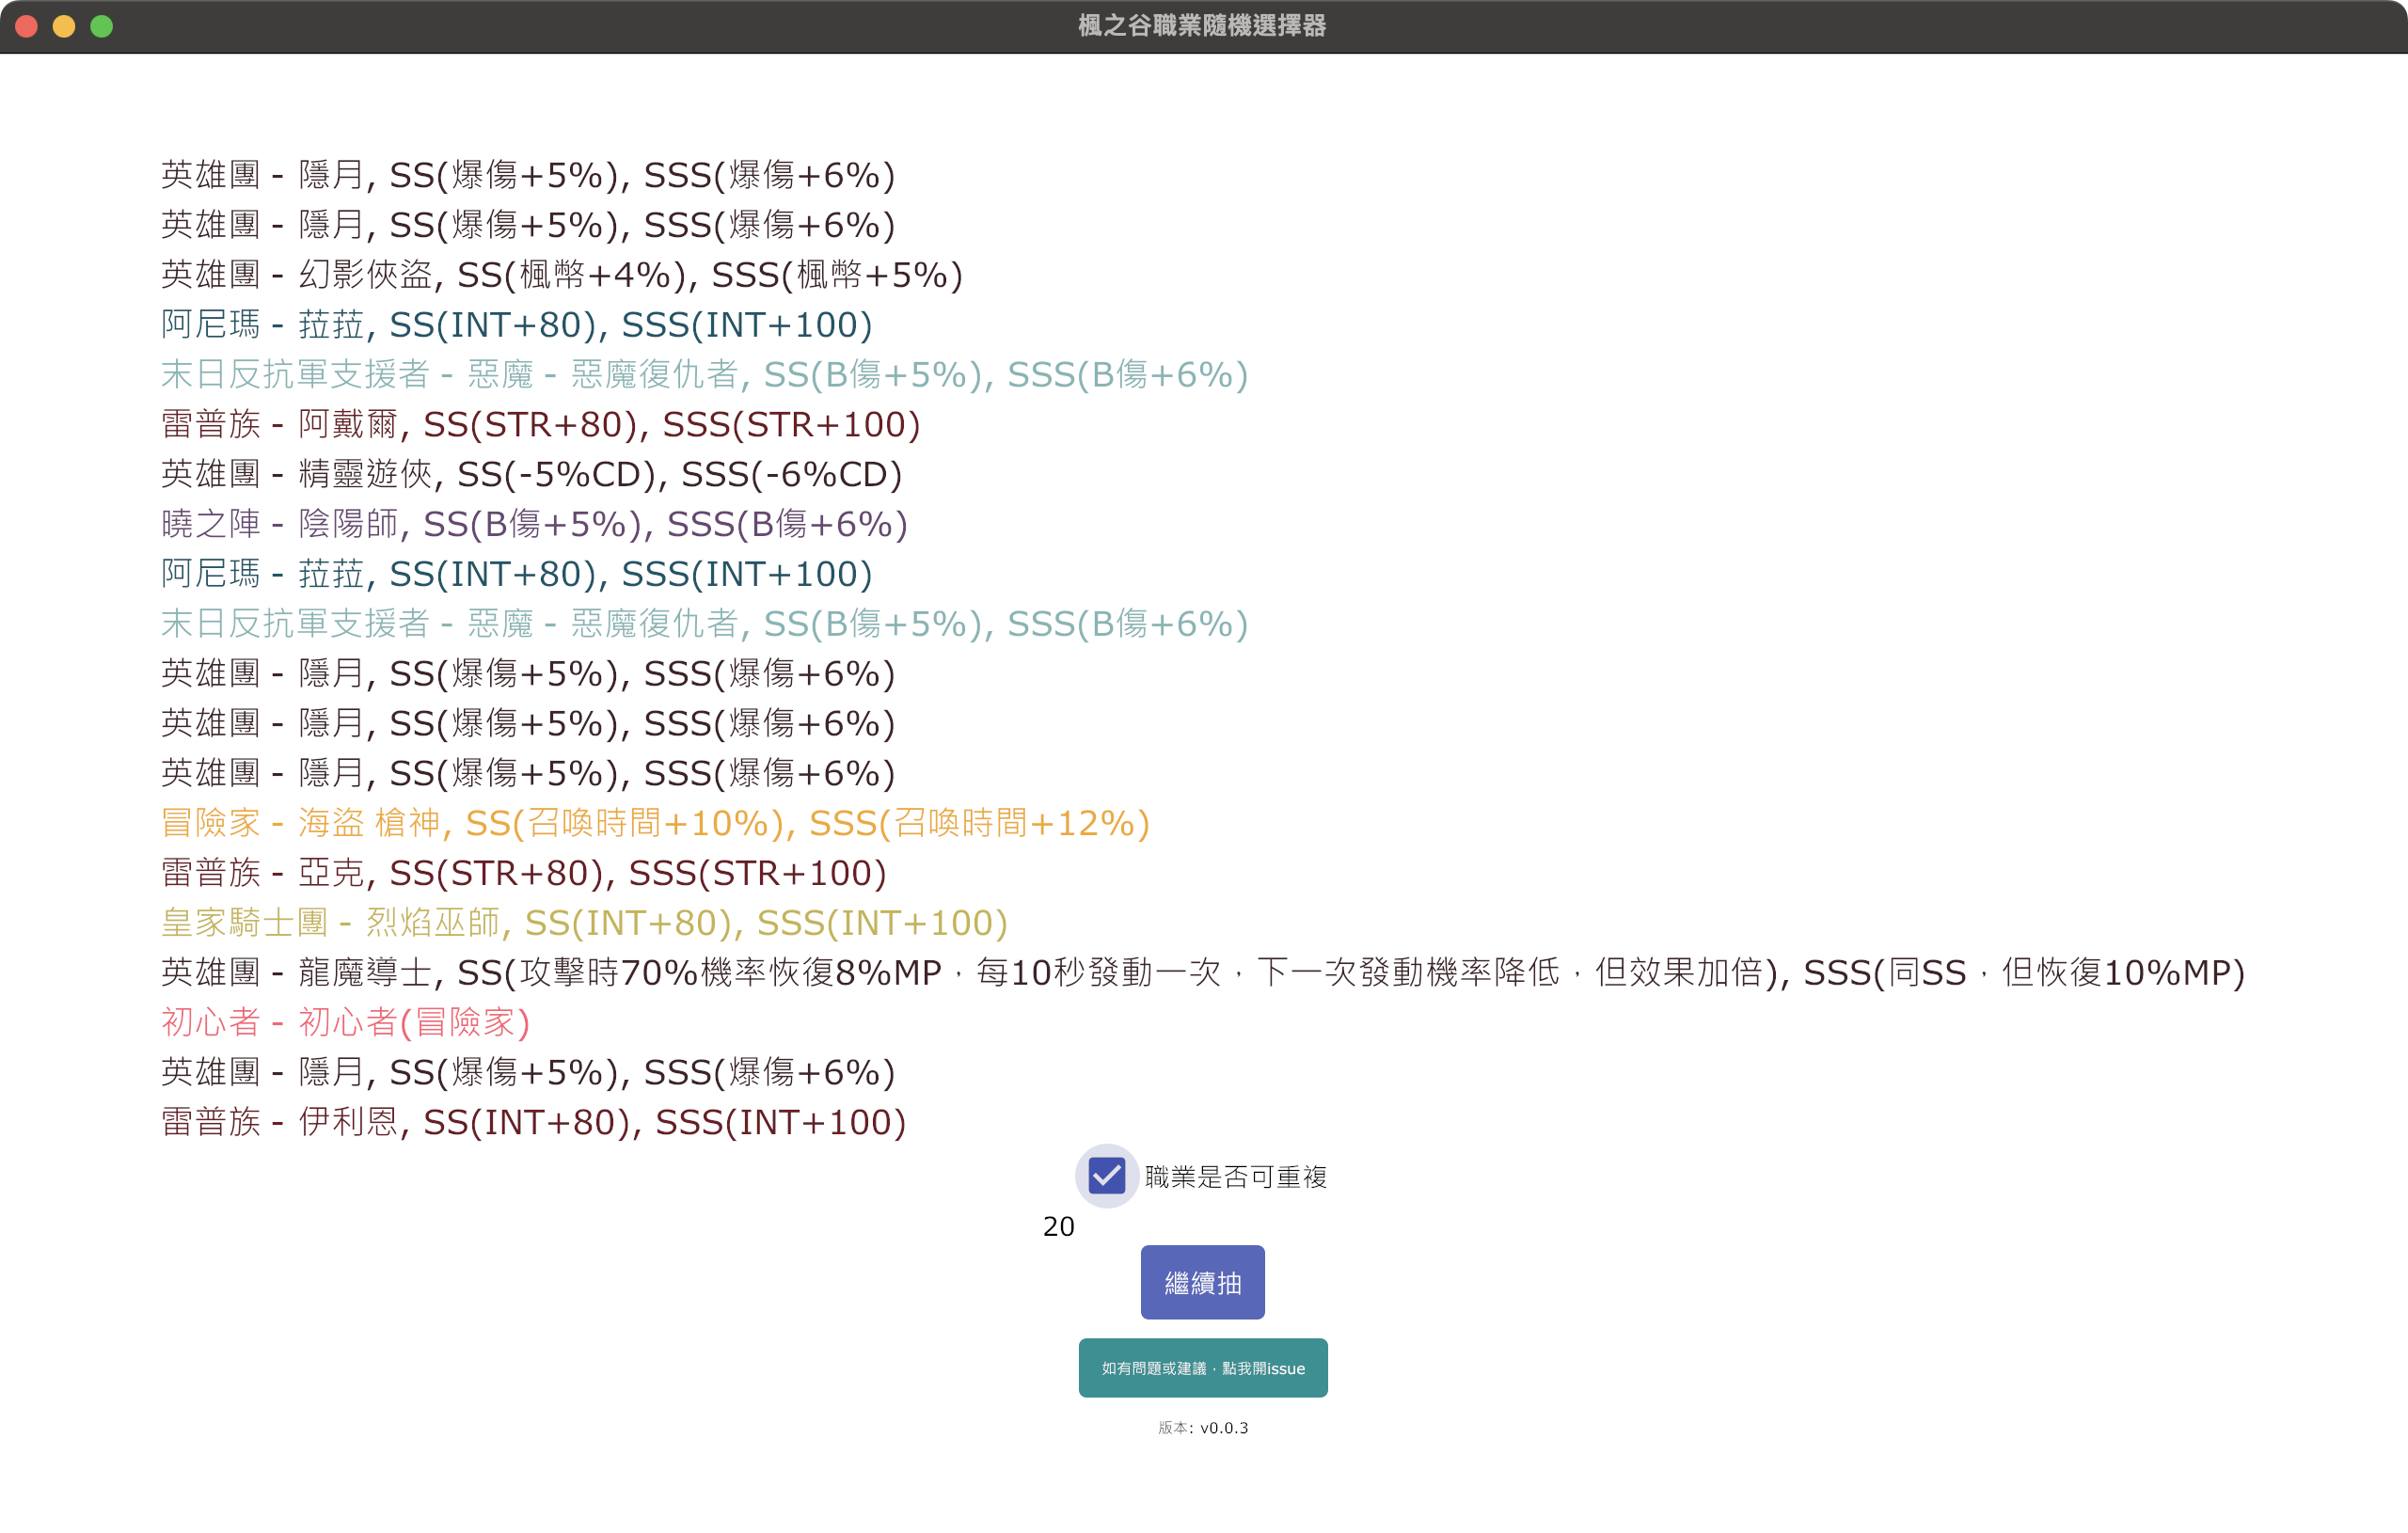 楓之谷職業隨機選擇器
英雄團 - 隱月, SS(爆傷+5%), SSS(爆傷+6%)
英雄團 - 隱月, SS(爆傷+5%), SSS(爆傷+6%)
英雄團 - 幻影俠盜, SS(楓幣+4%), SSS(楓幣+5%)
阿尼瑪 - 菈菈, SS(INT+80), SSS(INT+100)
末日反抗軍支援者 - 惡魔 - 惡魔復仇者, SS(B傷+5%), SSS(B傷+6%)
雷普族 - 阿戴爾, SS(STR+80), SSS(STR+100)
英雄團 - 精靈遊俠, SS(-5%CD), SSS(-6%CD)
曉之陣 - 陰陽師, SS(B傷+5%), SSS(B傷+6%)
阿尼瑪 - 菈菈, SS(INT+80), SSS(INT+100)
末日反抗軍支援者 - 惡魔 - 惡魔復仇者, SS(B傷+5%), SSS(B傷+6%)
英雄團 - 隱月, SS(爆傷+5%), SSS(爆傷+6%)
英雄團 - 隱月, SS(爆傷+5%), SSS(爆傷+6%)
英雄團 - 隱月, SS(爆傷+5%), SSS(爆傷+6%)
冒險家 - 海盜 槍神, SS(召喚時間+10%), SSS(召喚時間+12%)
雷普族 - 亞克, SS(STR+80), SSS(STR+100)
皇家騎士團 - 烈焰巫師, SS(INT+80), SSS(INT+100)
英雄團 - 龍魔導士, SS(攻擊時70%機率恢復8%MP，每10秒發動一次，下一次發動機率降低，但效果加倍), SSS(同SS，但恢復10%MP)
初心者 - 初心者(冒險家)
英雄團 - 隱月, SS(爆傷+5%), SSS(爆傷+6%)
雷普族 - 伊利恩, SS(INT+80), SSS(INT+100)
職業是否可重複
20
繼續抽
如有問題或建議，點我開issue
版本: v0.0.3